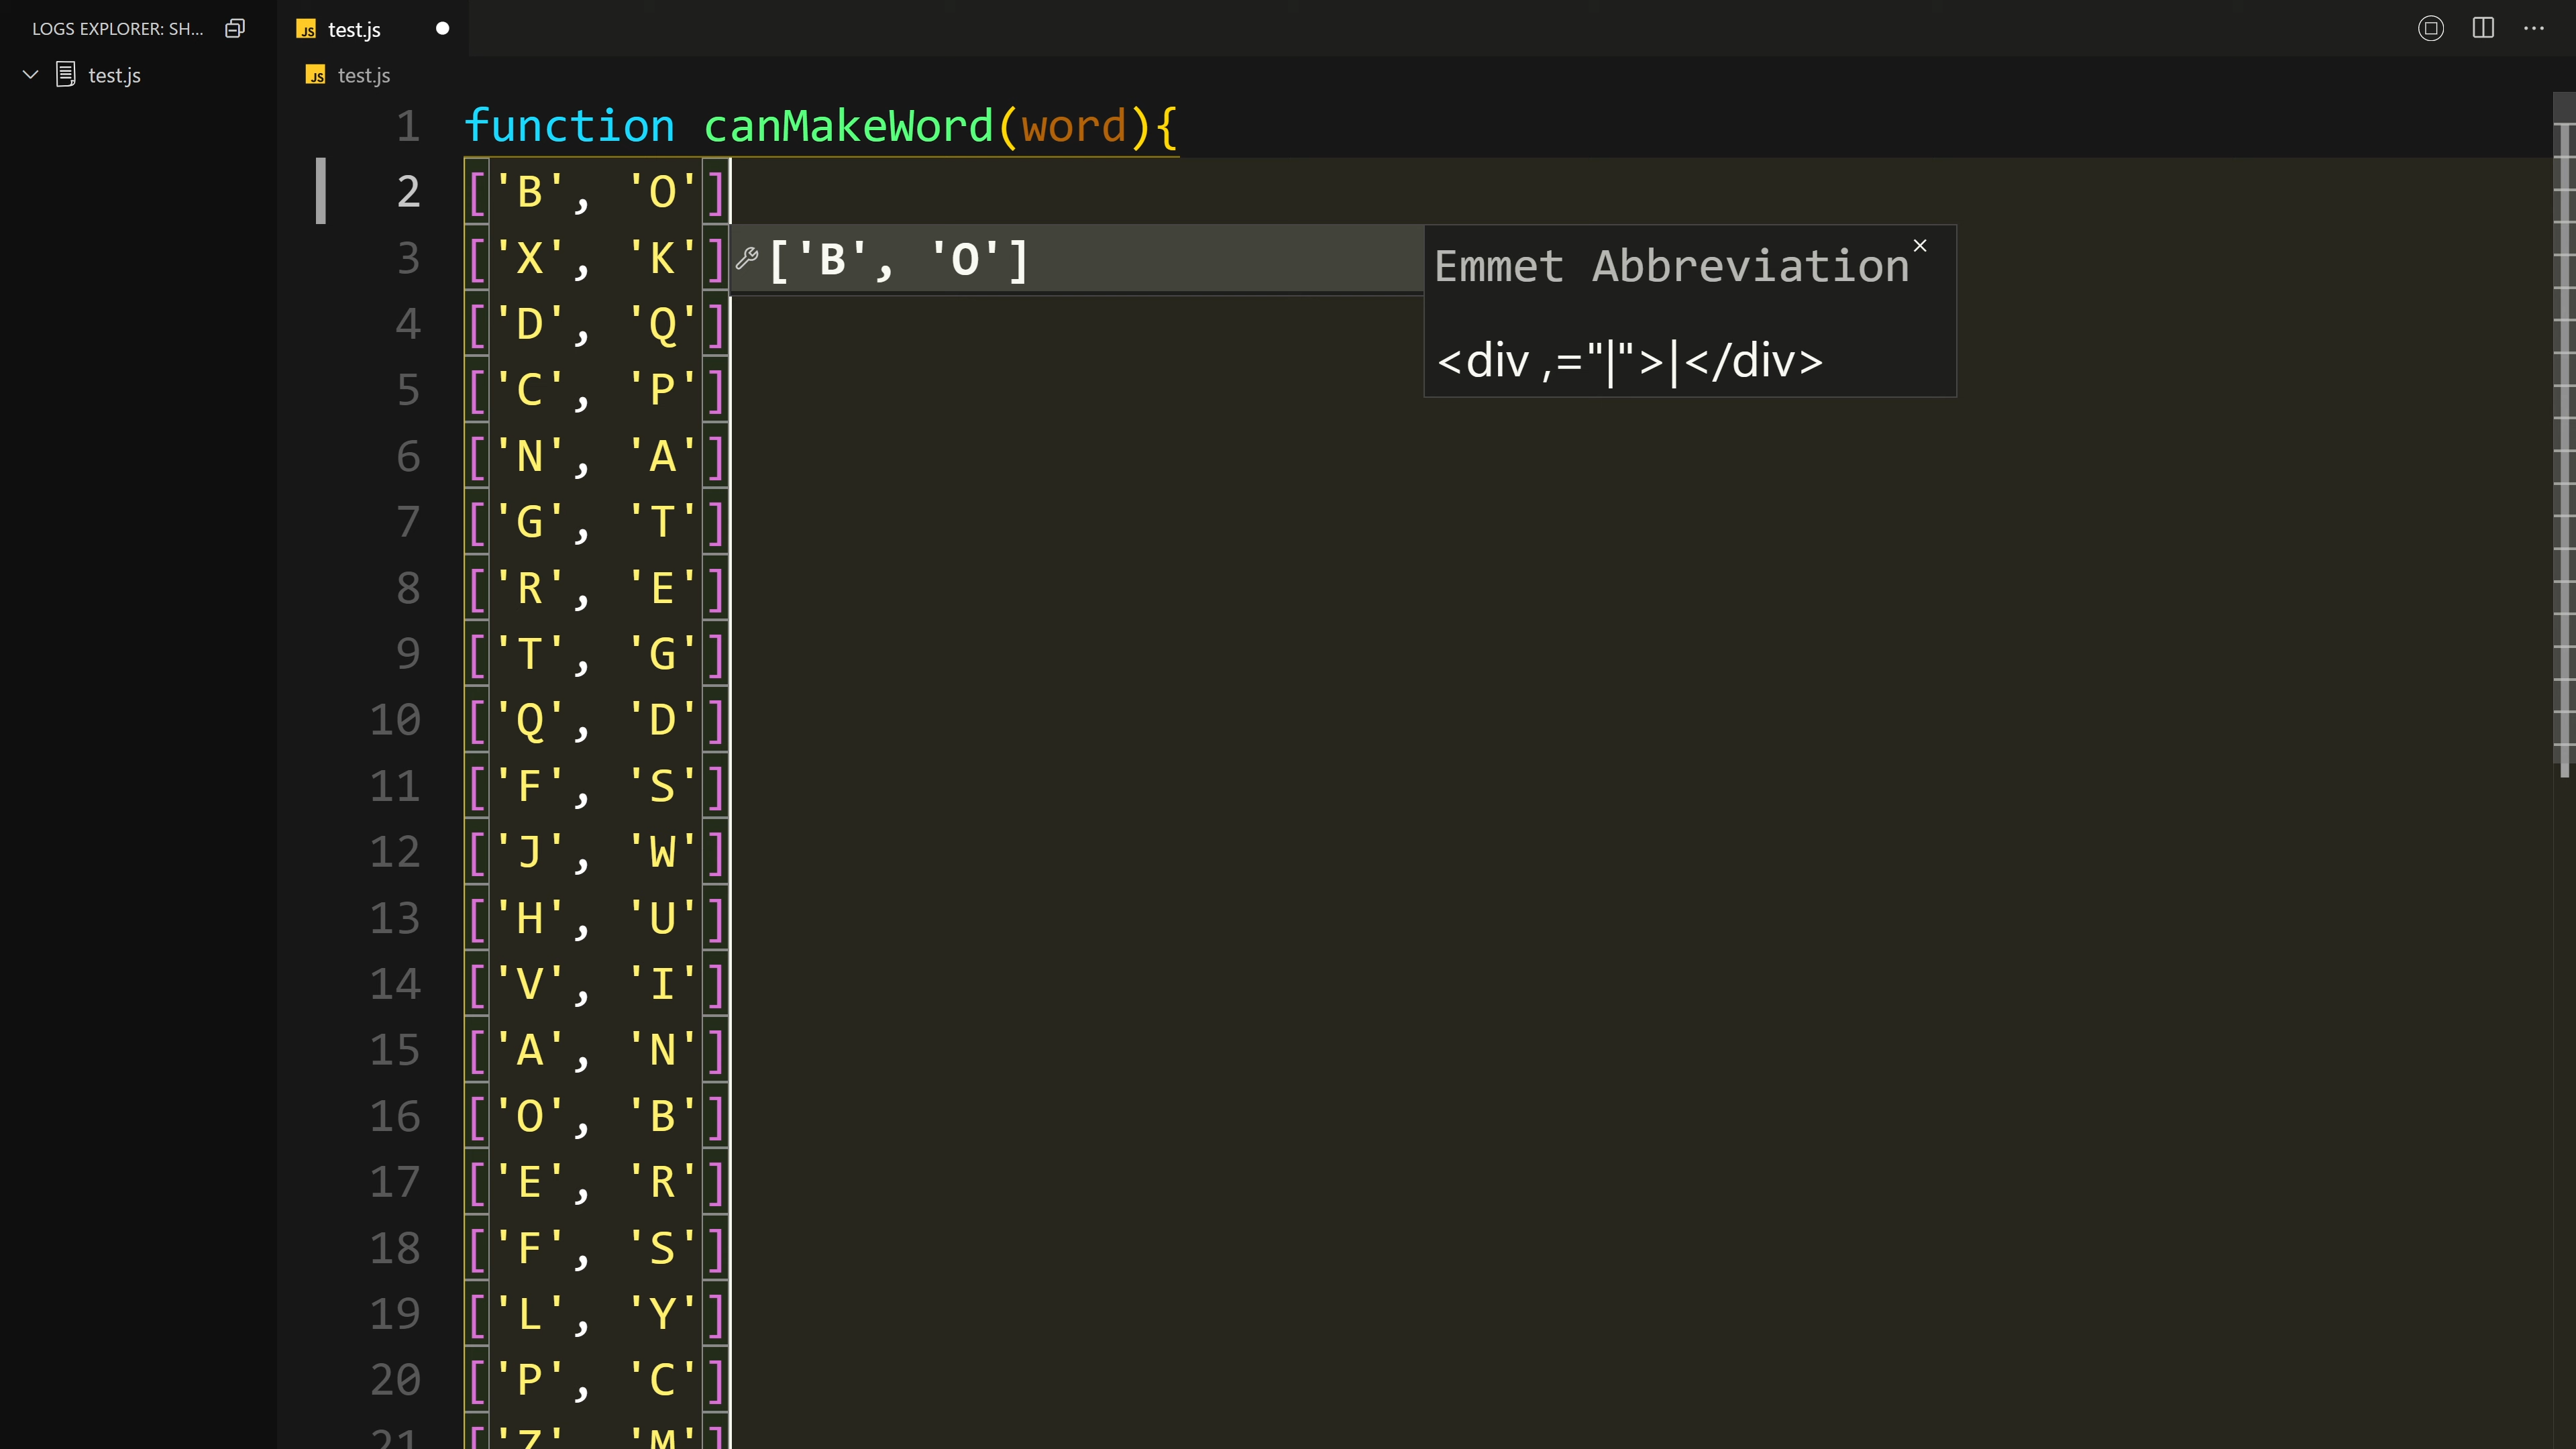 LOGS EXPLORER: SH...
test.js
test.js
test.js
1 function canMakeWord(word){
2 ['B', 'O']
3 ['X', 'K']
['B', 'O']
Emmet Abbreviation
<div ,="|">|</div>
4 ['D', 'Q']
5 ['C', 'P']
6 ['N', 'A']
7 ['G', 'T']
8 ['R', 'E']
9 ['T', 'G']
10 ['Q', 'D']
11 ['F', 'S']
12 ['J', 'W']
13 ['H', 'U']
14 ['V', 'I']
15 ['A', 'N']
16 ['O', 'B']
17 ['E', 'R']
18 ['F', 'S']
19 ['L', 'Y']
20 ['P', 'C']
21 ['Z', 'M']